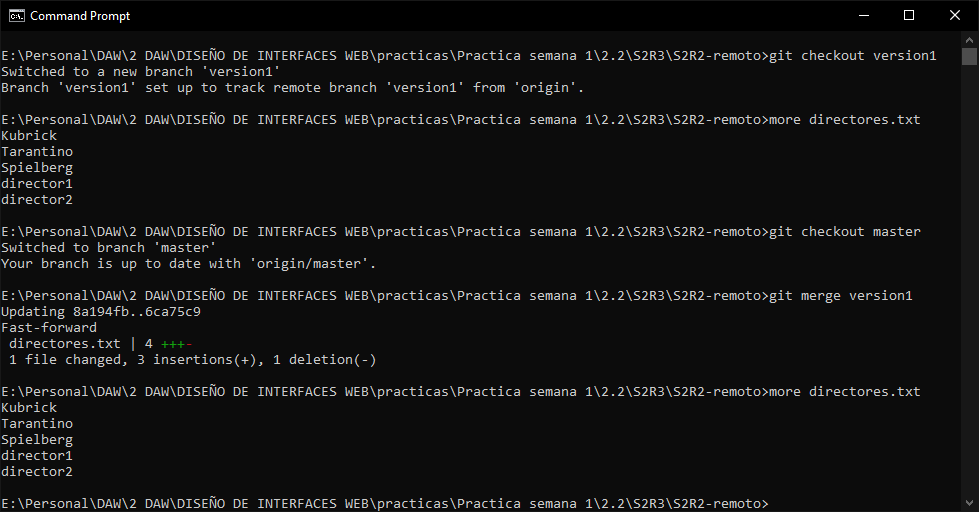 Command Prompt
E:\Personal\DAW\2 DAW\DISEÑO DE INTERFACES WEB\practicas\Practica semana 1\2.2\S2R3\S2R2-remoto>git checkout version1
Switched to a new branch 'version1'
Branch 'version1' set up to track remote branch 'version1' from 'origin'.
E:\Personal\DAW\2 DAW\DISEÑO DE INTERFACES WEB\practicas\Practica semana 1\2.2\S2R3\S2R2-remoto>more directores.txt
Kubrick
Tarantino
Spielberg
director1
director2
E:\Personal\DAW\2 DAW\DISEÑO DE INTERFACES WEB\practicas\Practica semana 1\2.2\S2R3\S2R2-remoto>git checkout master
Switched to branch 'master'
Your branch is up to date with 'origin/master'.
E:\Personal\DAW\2 DAW\DISEÑO DE INTERFACES WEB\practicas\Practica semana 1\2.2\S2R3\S2R2-remoto>git merge version1
Updating 8a194fb..6ca75c9
Fast-forward
 directores.txt | 4 +++-
 1 file changed, 3 insertions(+), 1 deletion(-)
E:\Personal\DAW\2 DAW\DISEÑO DE INTERFACES WEB\practicas\Practica semana 1\2.2\S2R3\S2R2-remoto>more directores.txt
Kubrick
Tarantino
Spielberg
director1
director2
E:\Personal\DAW\2 DAW\DISEÑO DE INTERFACES WEB\practicas\Practica semana 1\2.2\S2R3\S2R2-remoto>